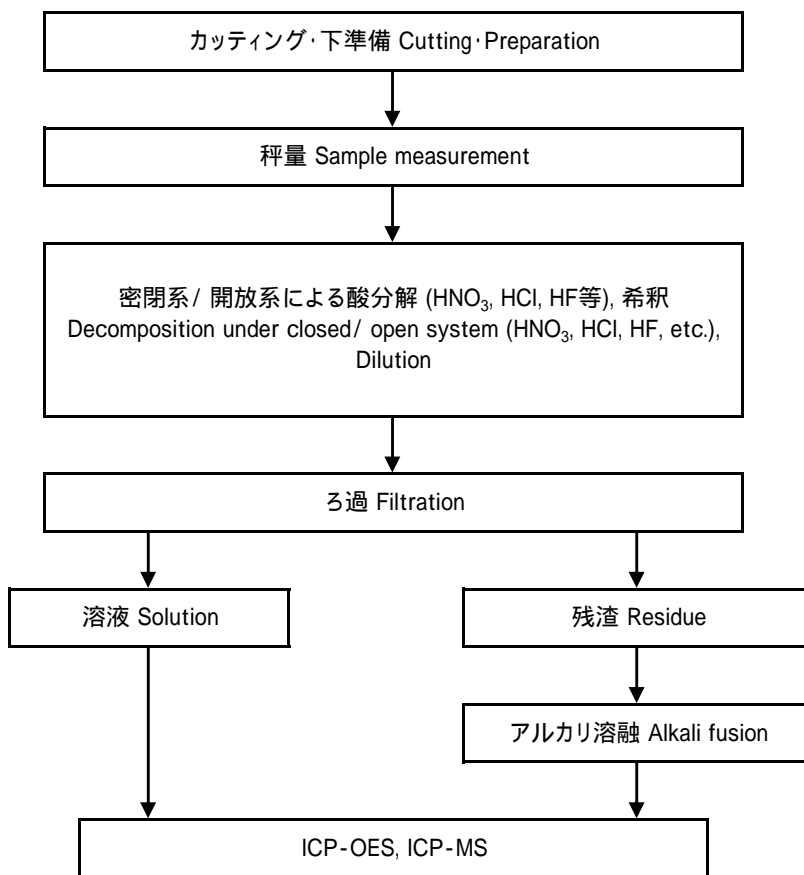 カッティング・下準備 Cutting・Preparation
秤量 Sample measurement
密閉系/ 開放系による酸分解 (HNO₃, HCl, HF等), 希釈
Decomposition under closed/ open system (HNO₃, HCl, HF, etc.),
Dilution
ろ過 Filtration
溶液 Solution
残渣 Residue
アルカリ溶融 Alkali fusion
ICP-OES, ICP-MS